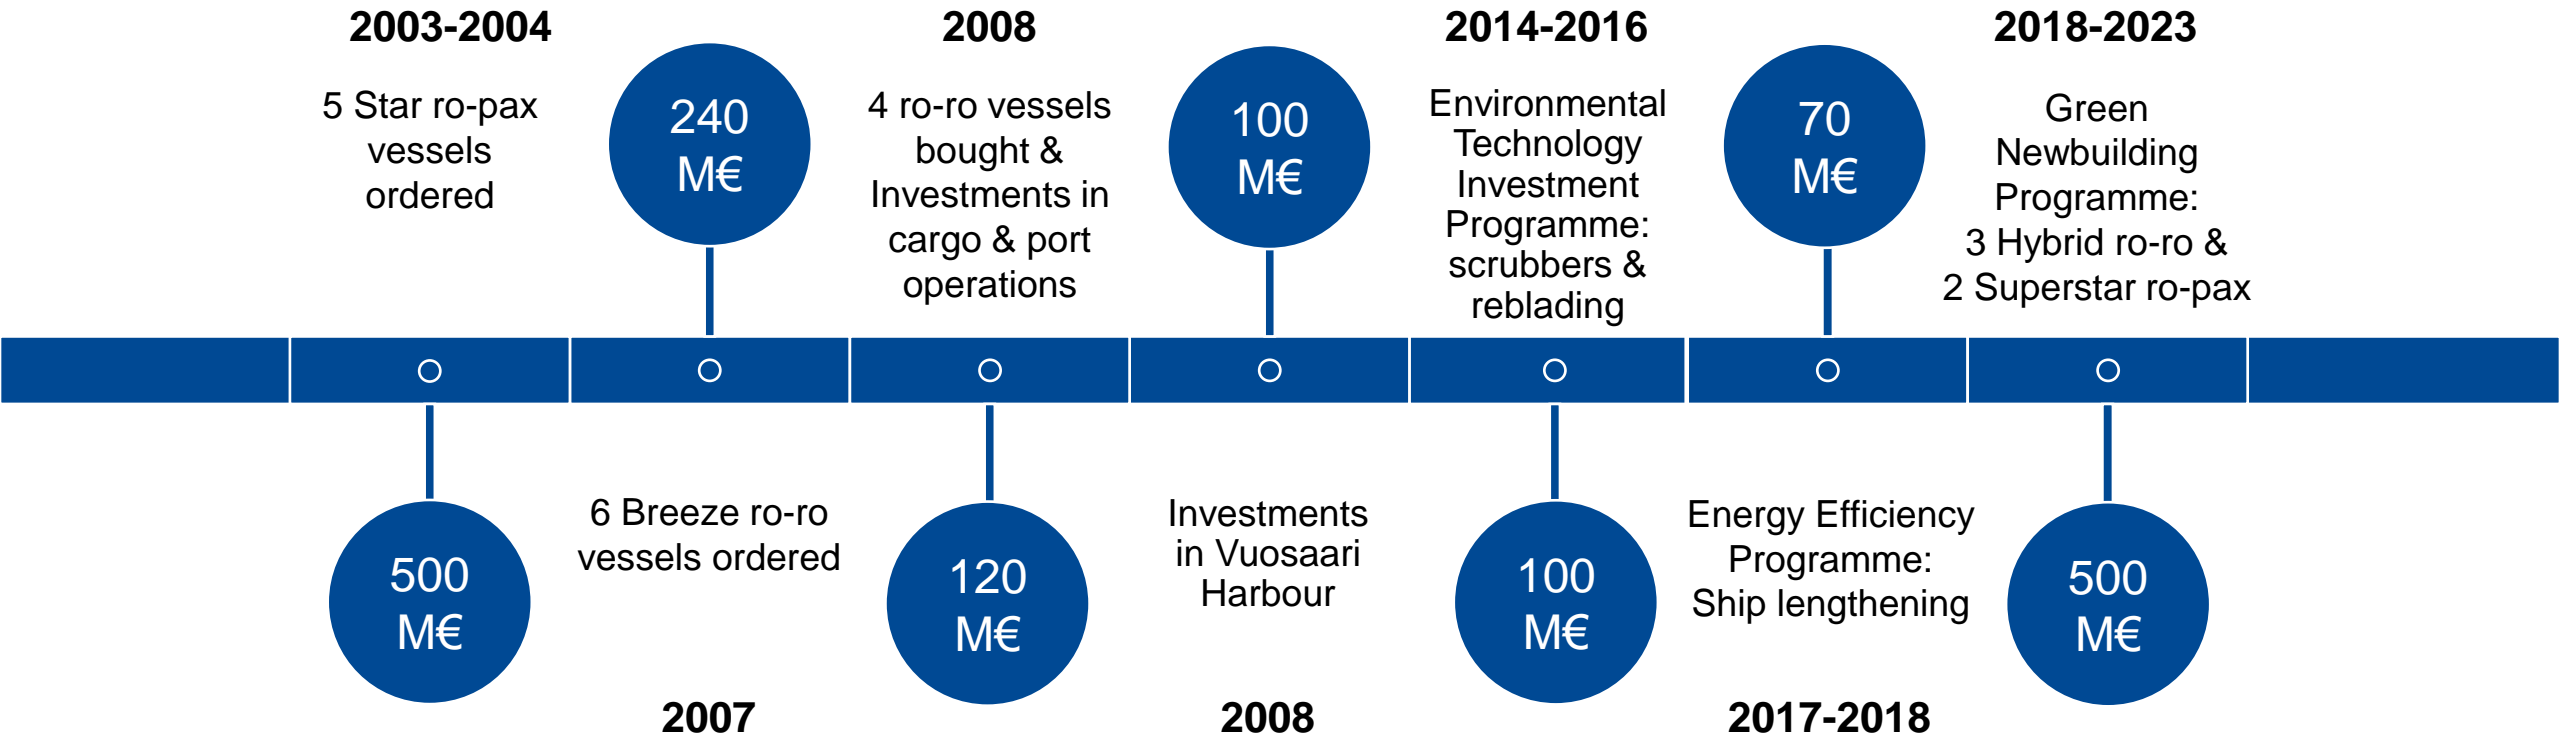 2003-2004
5 Star ro-pax
vessels
ordered
500
M€
240
M€
6 Breeze ro-ro
vessels ordered
2007
2008
4 ro-ro vessels
bought &
Investments in
cargo & port
operations
120
M€
100
M€
Investments
in Vuosaari
Harbour
2008
2014-2016
Environmental
Technology
Investment
Programme:
scrubbers &
reblading
100
M€
70
M€
Energy Efficiency
Programme:
Ship lengthening
2017-2018
2018-2023
Green
Newbuilding
Programme:
3 Hybrid ro-ro &
2 Superstar ro-pax
500
M€